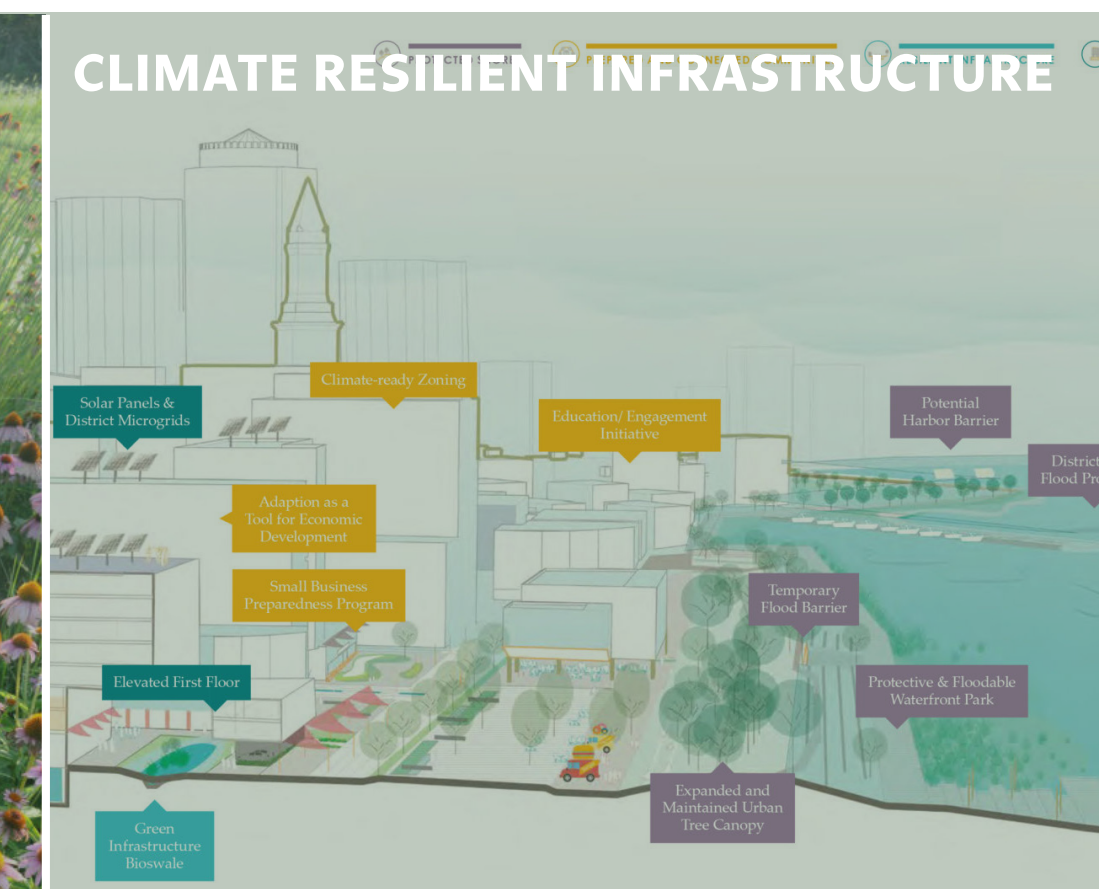 CLIMATE RESILIENT INFRASTRUCTURE
Climate-ready Zoning
Solar Panels &
District Microgrids
Education/ Engagement
Initiative
Potential
Harbor Barrier
District
Adaption as a
Tool for Economic
Development
Small Business
Preparedness Program
Temporary
Flood Barrier
Elevated First Floor
Protective & Floodable
Waterfront Park
Expanded and
Maintained Urban
Tree Canopy
Green
Infrastructure
Bioswale